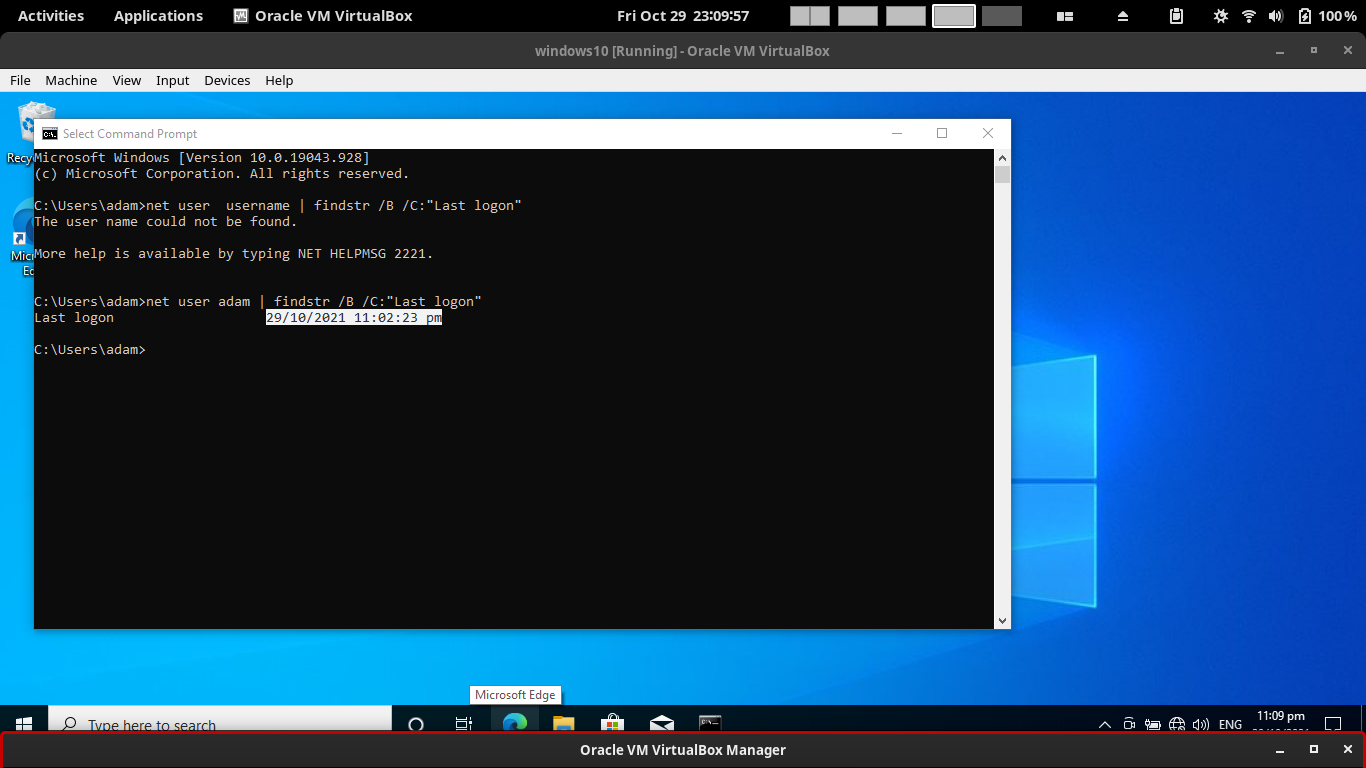 Activities Applications Oracle VM VirtualBox Fri Oct 29 23:09:57 100%
windows10 [Running] - Oracle VM VirtualBox
File Machine View Input Devices Help
Select Command Prompt
Microsoft Windows [Version 10.0.19043.928]
(c) Microsoft Corporation. All rights reserved.
C:\Users\adam>net user  username | findstr /B /C:"Last logon"
The user name could not be found.
More help is available by typing NET HELPMSG 2221.
C:\Users\adam>net user adam | findstr /B /C:"Last logon"
Last logon                   29/10/2021 11:02:23 pm
C:\Users\adam>
Microsoft Edge
Type here to search ENG 11:09 pm
Oracle VM VirtualBox Manager